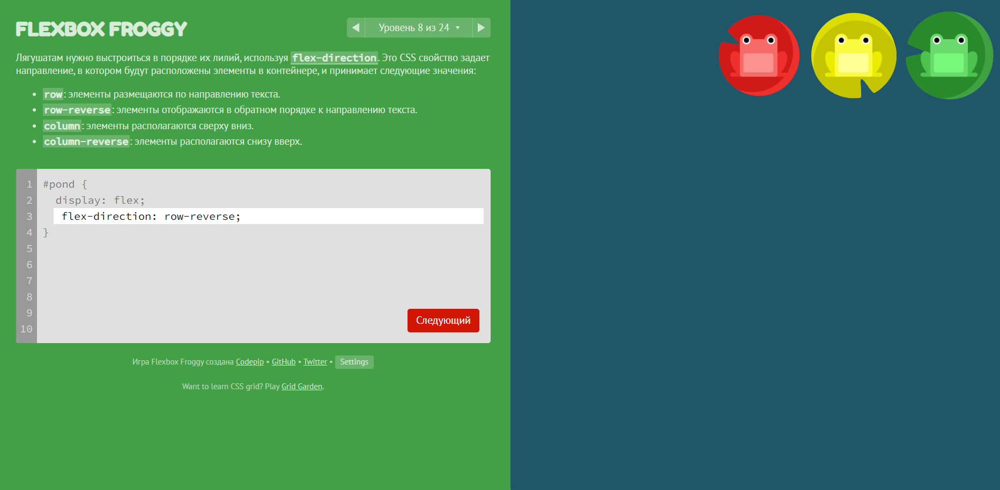 FLEXBOX FROGGY
Уровень 8 из 24
Лягушатам нужно выстроиться в порядке их лилий, используя flex-direction. Это CSS свойство задает
направление, в котором будут расположены элементы в контейнере, и принимает следующие значения:
• row: элементы размещаются по направлению текста.
• row-reverse: элементы отображаются в обратном порядке к направлению текста.
• column: элементы располагаются сверху вниз.
• column-reverse: элементы располагаются снизу вверх.
1 #pond {
2 display: flex;
3 flex-direction: row-reverse;
4 }
5
6
7
8
9
10
Следующий
Игра Flexbox Froggy создана Codepip • GitHub • Twitter • Settings
Want to learn CSS grid? Play Grid Garden.